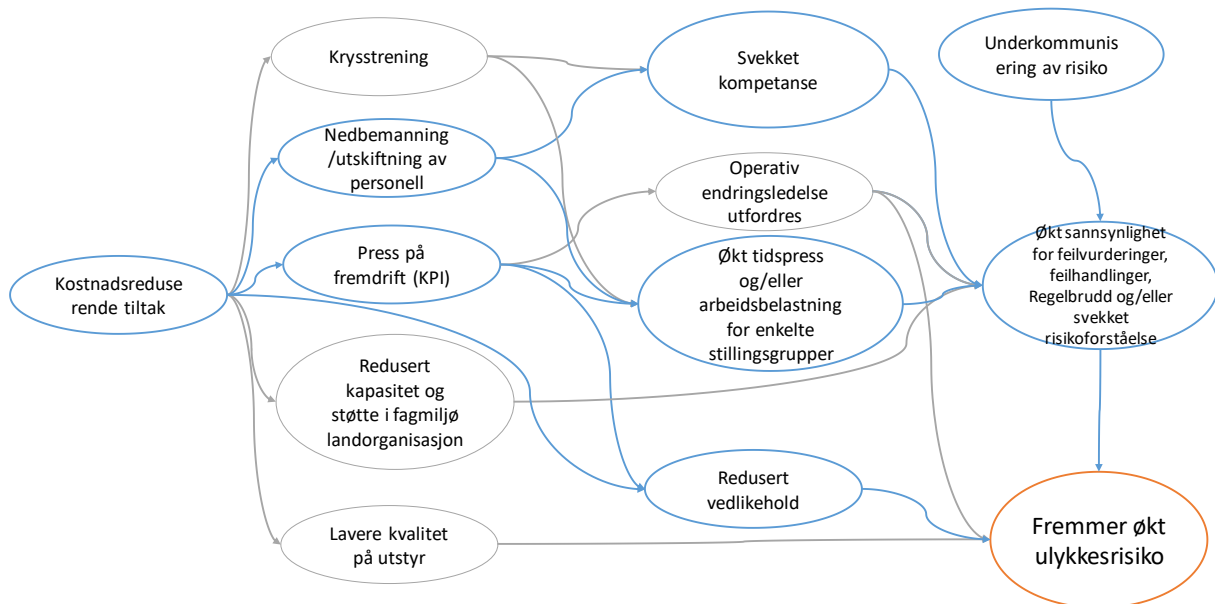 Krysstrening
Nedbemanning
/utskiftning av
personell
Press på
fremdrift (KPI)
Kostnadsreduse
rende tiltak
Redusert
kapasitet og
støtte i fagmiljø
landorganisasjon
Lavere kvalitet
på utstyr
Svekket
kompetanse
Operativ
endringsledelse
utfordres
Økt tidspress
og/eller
arbeidsbelastning
for enkelte
stillingsgrupper
Redusert
vedlikehold
Underkommunis
ering av risiko
Økt sannsynlighet
for feilvurderinger,
feilhandlinger,
Regelbrudd og/eller
svekket
risikoforståelse
Fremmer økt
ulykkesrisiko